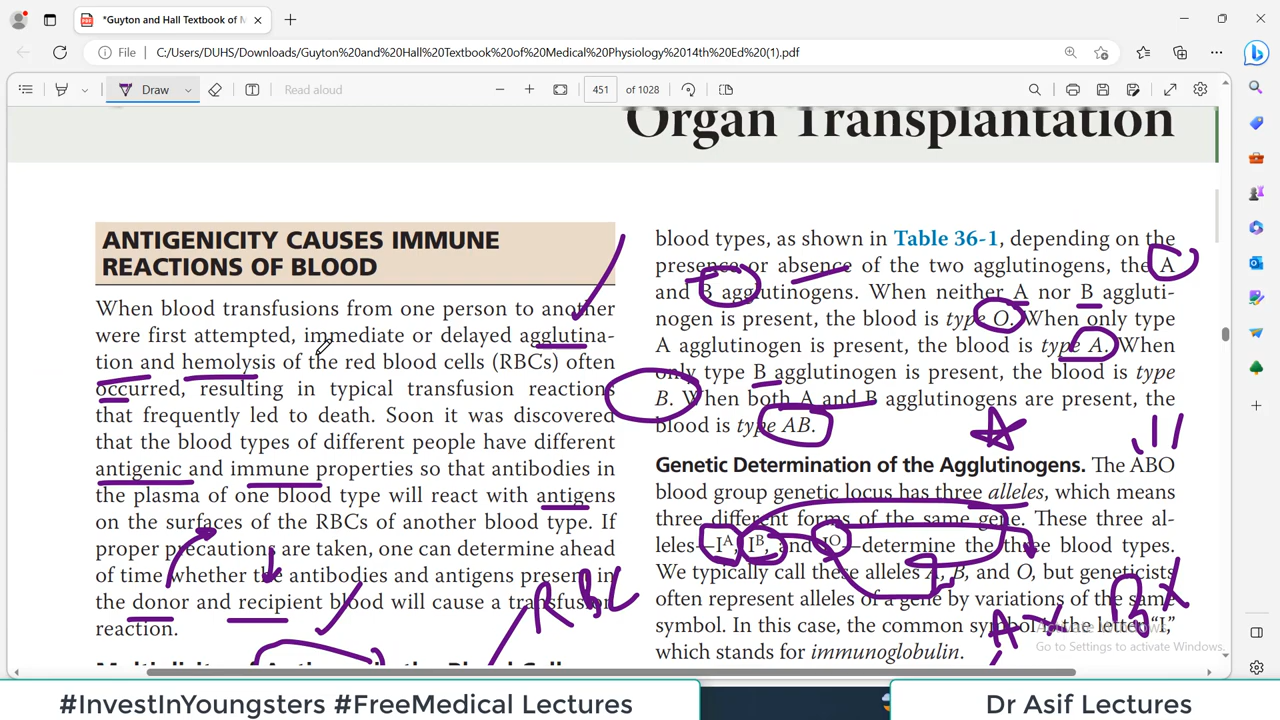 *Guyton and Hall Textbook of M
File C:/Users/DUHS/Downloads/Guyton%20and%20Hall%20Textbook%20of%20Medical%20Physiology%2014th%20Ed%20(1).pdf
Draw Read aloud 451 of 1028
Organ Transplantation
ANTIGENICITY CAUSES IMMUNE
REACTIONS OF BLOOD
When blood transfusions from one person to another
were first attempted, immediate or delayed agglutina-
tion and hemolysis of the red blood cells (RBCs) often
occurred, resulting in typical transfusion reactions
that frequently led to death. Soon it was discovered
that the blood types of different people have different
antigenic and immune properties so that antibodies in
the plasma of one blood type will react with antigens
on the surfaces of the RBCs of another blood type. If
proper precautions are taken, one can determine ahead
of time whether the antibodies and antigens present in
the donor and recipient blood will cause a transfusion
reaction.
RBC
blood types, as shown in Table 36-1, depending on the
presence or absence of the two agglutinogens, the A
and B agglutinogens. When neither A nor B aggluti-
nogen is present, the blood is type O. When only type
A agglutinogen is present, the blood is type A. When
only type B agglutinogen is present, the blood is type
B. When both A and B agglutinogens are present, the
blood is type AB.
Genetic Determination of the Agglutinogens. The ABO
blood group genetic locus has three alleles, which means
three different forms of the same gene. These three al-
leles—Iᴬ, Iᴮ, and Iᴼ—determine the three blood types.
We typically call these alleles A, B, and O, but geneticists
often represent alleles of a gene by variations of the same
symbol. In this case, the common symbol is the letter “I,”
which stands for immunoglobulin.
A
B
Activate Windows
Go to Settings to activate Windows.
#InvestInYoungsters #FreeMedical Lectures
Dr Asif Lectures